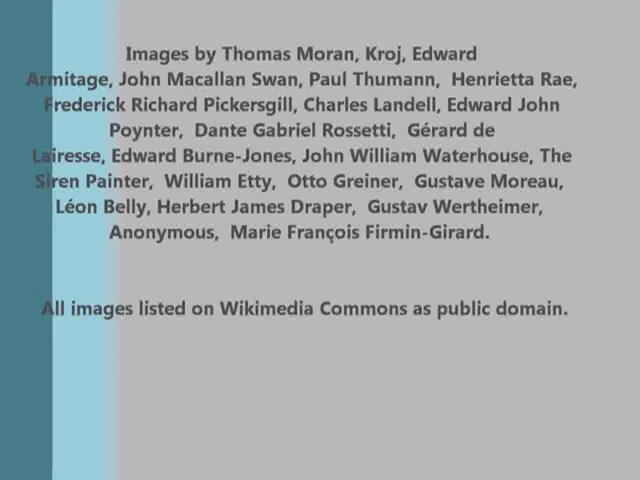 Images by Thomas Moran, Kroj, Edward
Armitage, John Macallan Swan, Paul Thumann, Henrietta Rae,
Frederick Richard Pickersgill, Charles Landell, Edward John
Poynter, Dante Gabriel Rossetti, Gérard de
Lairesse, Edward Burne-Jones, John William Waterhouse, The
Siren Painter, William Etty, Otto Greiner, Gustave Moreau,
Léon Belly, Herbert James Draper, Gustav Wertheimer,
Anonymous, Marie François Firmin-Girard.
All images listed on Wikimedia Commons as public domain.